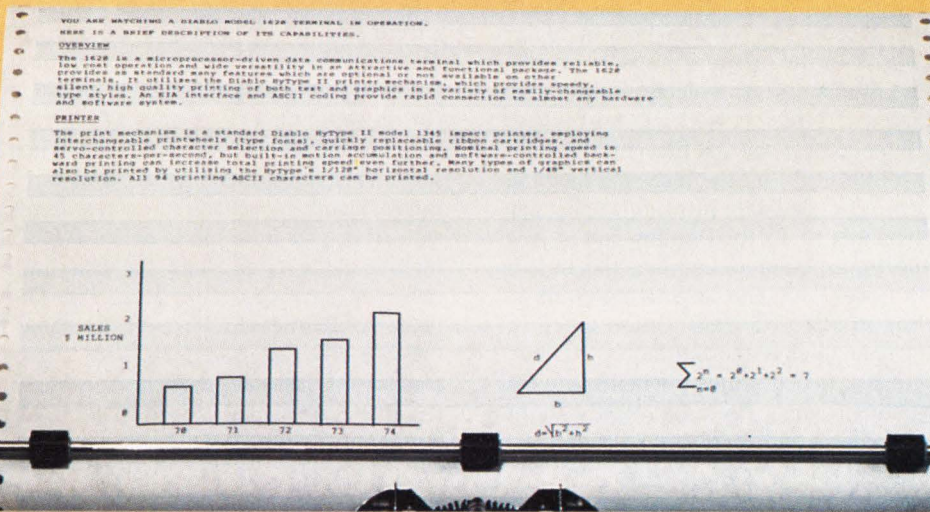 YOU ARE WATCHING A DIABLO MODEL 1620 TERMINAL IN OPERATION.
HERE IS A BRIEF DESCRIPTION OF ITS CAPABILITIES.
OVERVIEW
The 1620 is a microprocessor-driven data communications terminal which provides reliable,
low cost operation and wide versatility in an attractive and functional package. The 1620
provides as standard many features which are optional or not available on other
terminals. It utilizes the Diablo HyType II printer mechanism, which provides speedy,
silent, high quality printing of both text and graphics in a variety of easily-changeable
type styles. An EIA interface and ASCII coding provide rapid connection to almost any hardware
and software system.
PRINTER
The print mechanism is a standard Diablo HyType II model 1345 impact printer, employing
interchangeable printwheels (type fonts), quickly replaceable ribbon cartridges, and
servo-controlled character selection and carriage positioning. Nominal printing speed is
45 characters-per-second, but built-in motion accumulation and software-controlled back-
ward printing can increase total printing speed even further. Many types of graphics can
also be printed by utilizing the HyType's 1/120" horizontal resolution and 1/48" vertical
resolution. All 94 printing ASCII characters can be printed.
3
2
SALES
$ MILLION
1
0
70 71 72 73 74
d h
b
d=√b²+h²
∑ 2ⁿ = 2⁰+2¹+2² = 7
n=0